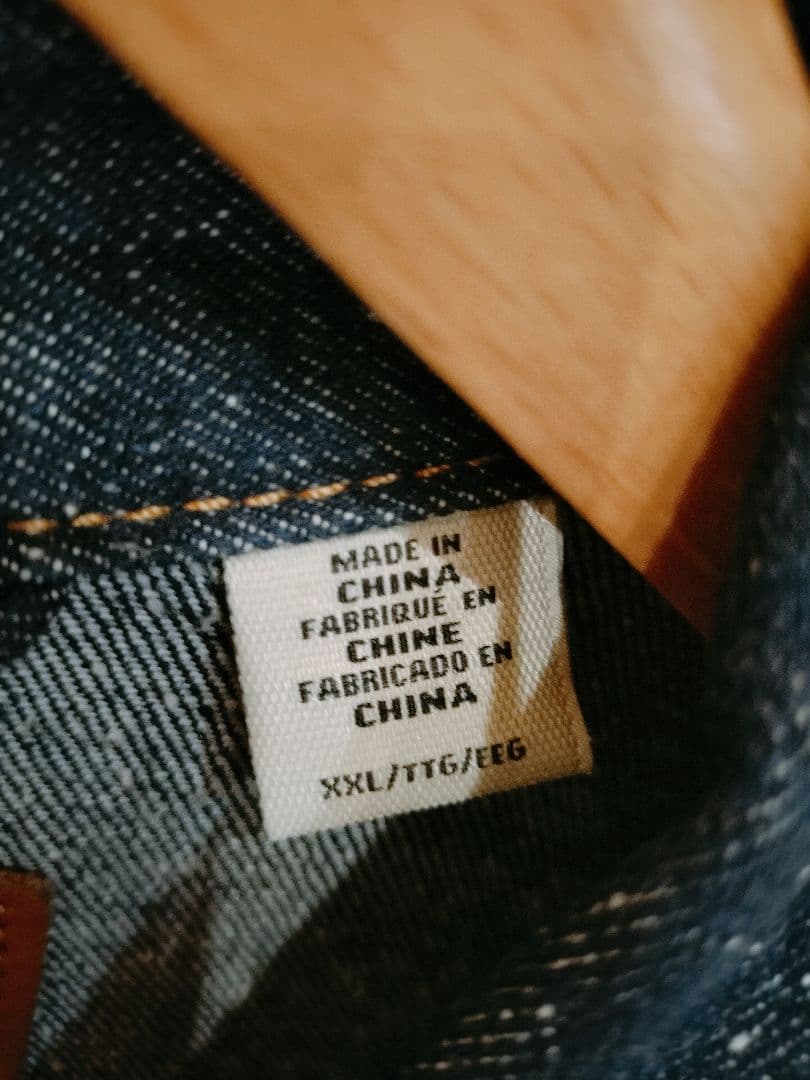 MADE IN
CHINA
FABRIQUÉ EN
CHINE
FABRICADO EN
CHINA
XXL/TTG/EEG